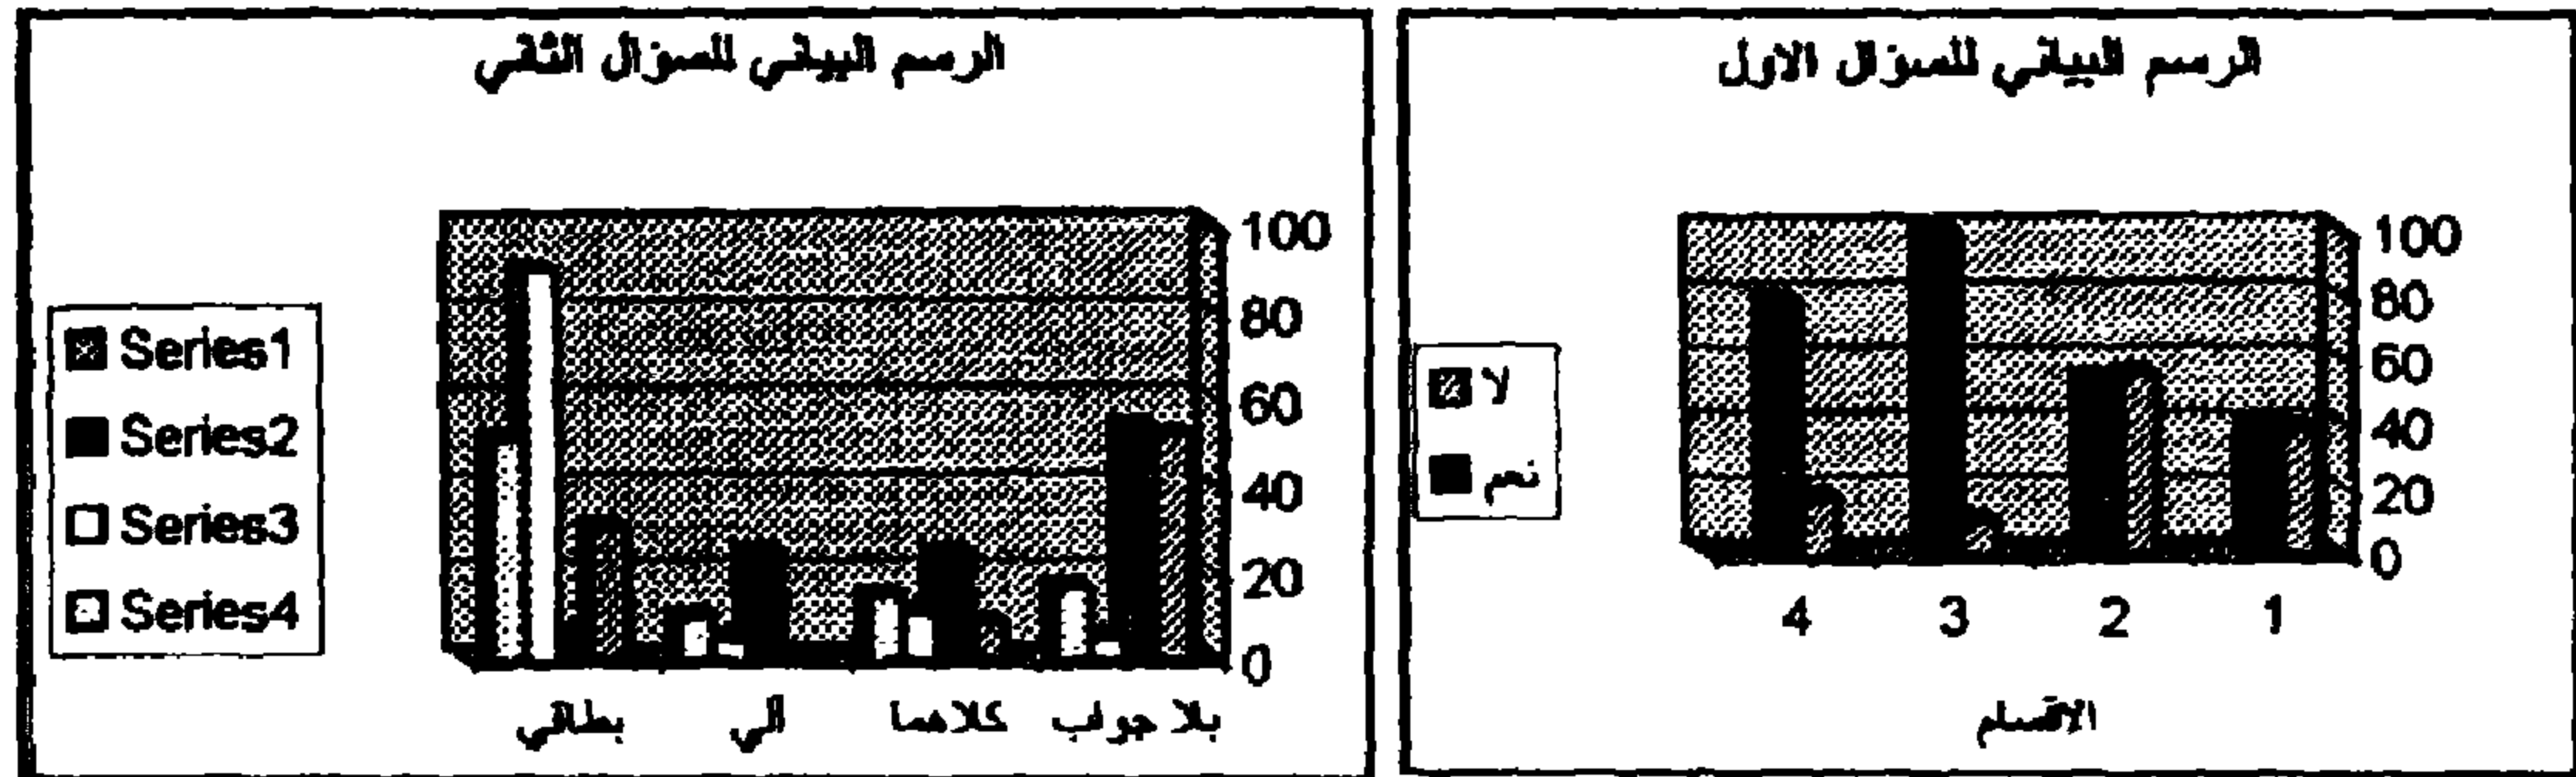 الرسم البياني للسؤال الاول
100
80
60
40
20
0
لا
نعم
1 2 3 4
الاقسام
الرسم البياني للسؤال الثاني
100
80
60
40
20
0
Series1
Series2
Series3
Series4
بلا جواب كلاهما الي بطاقي